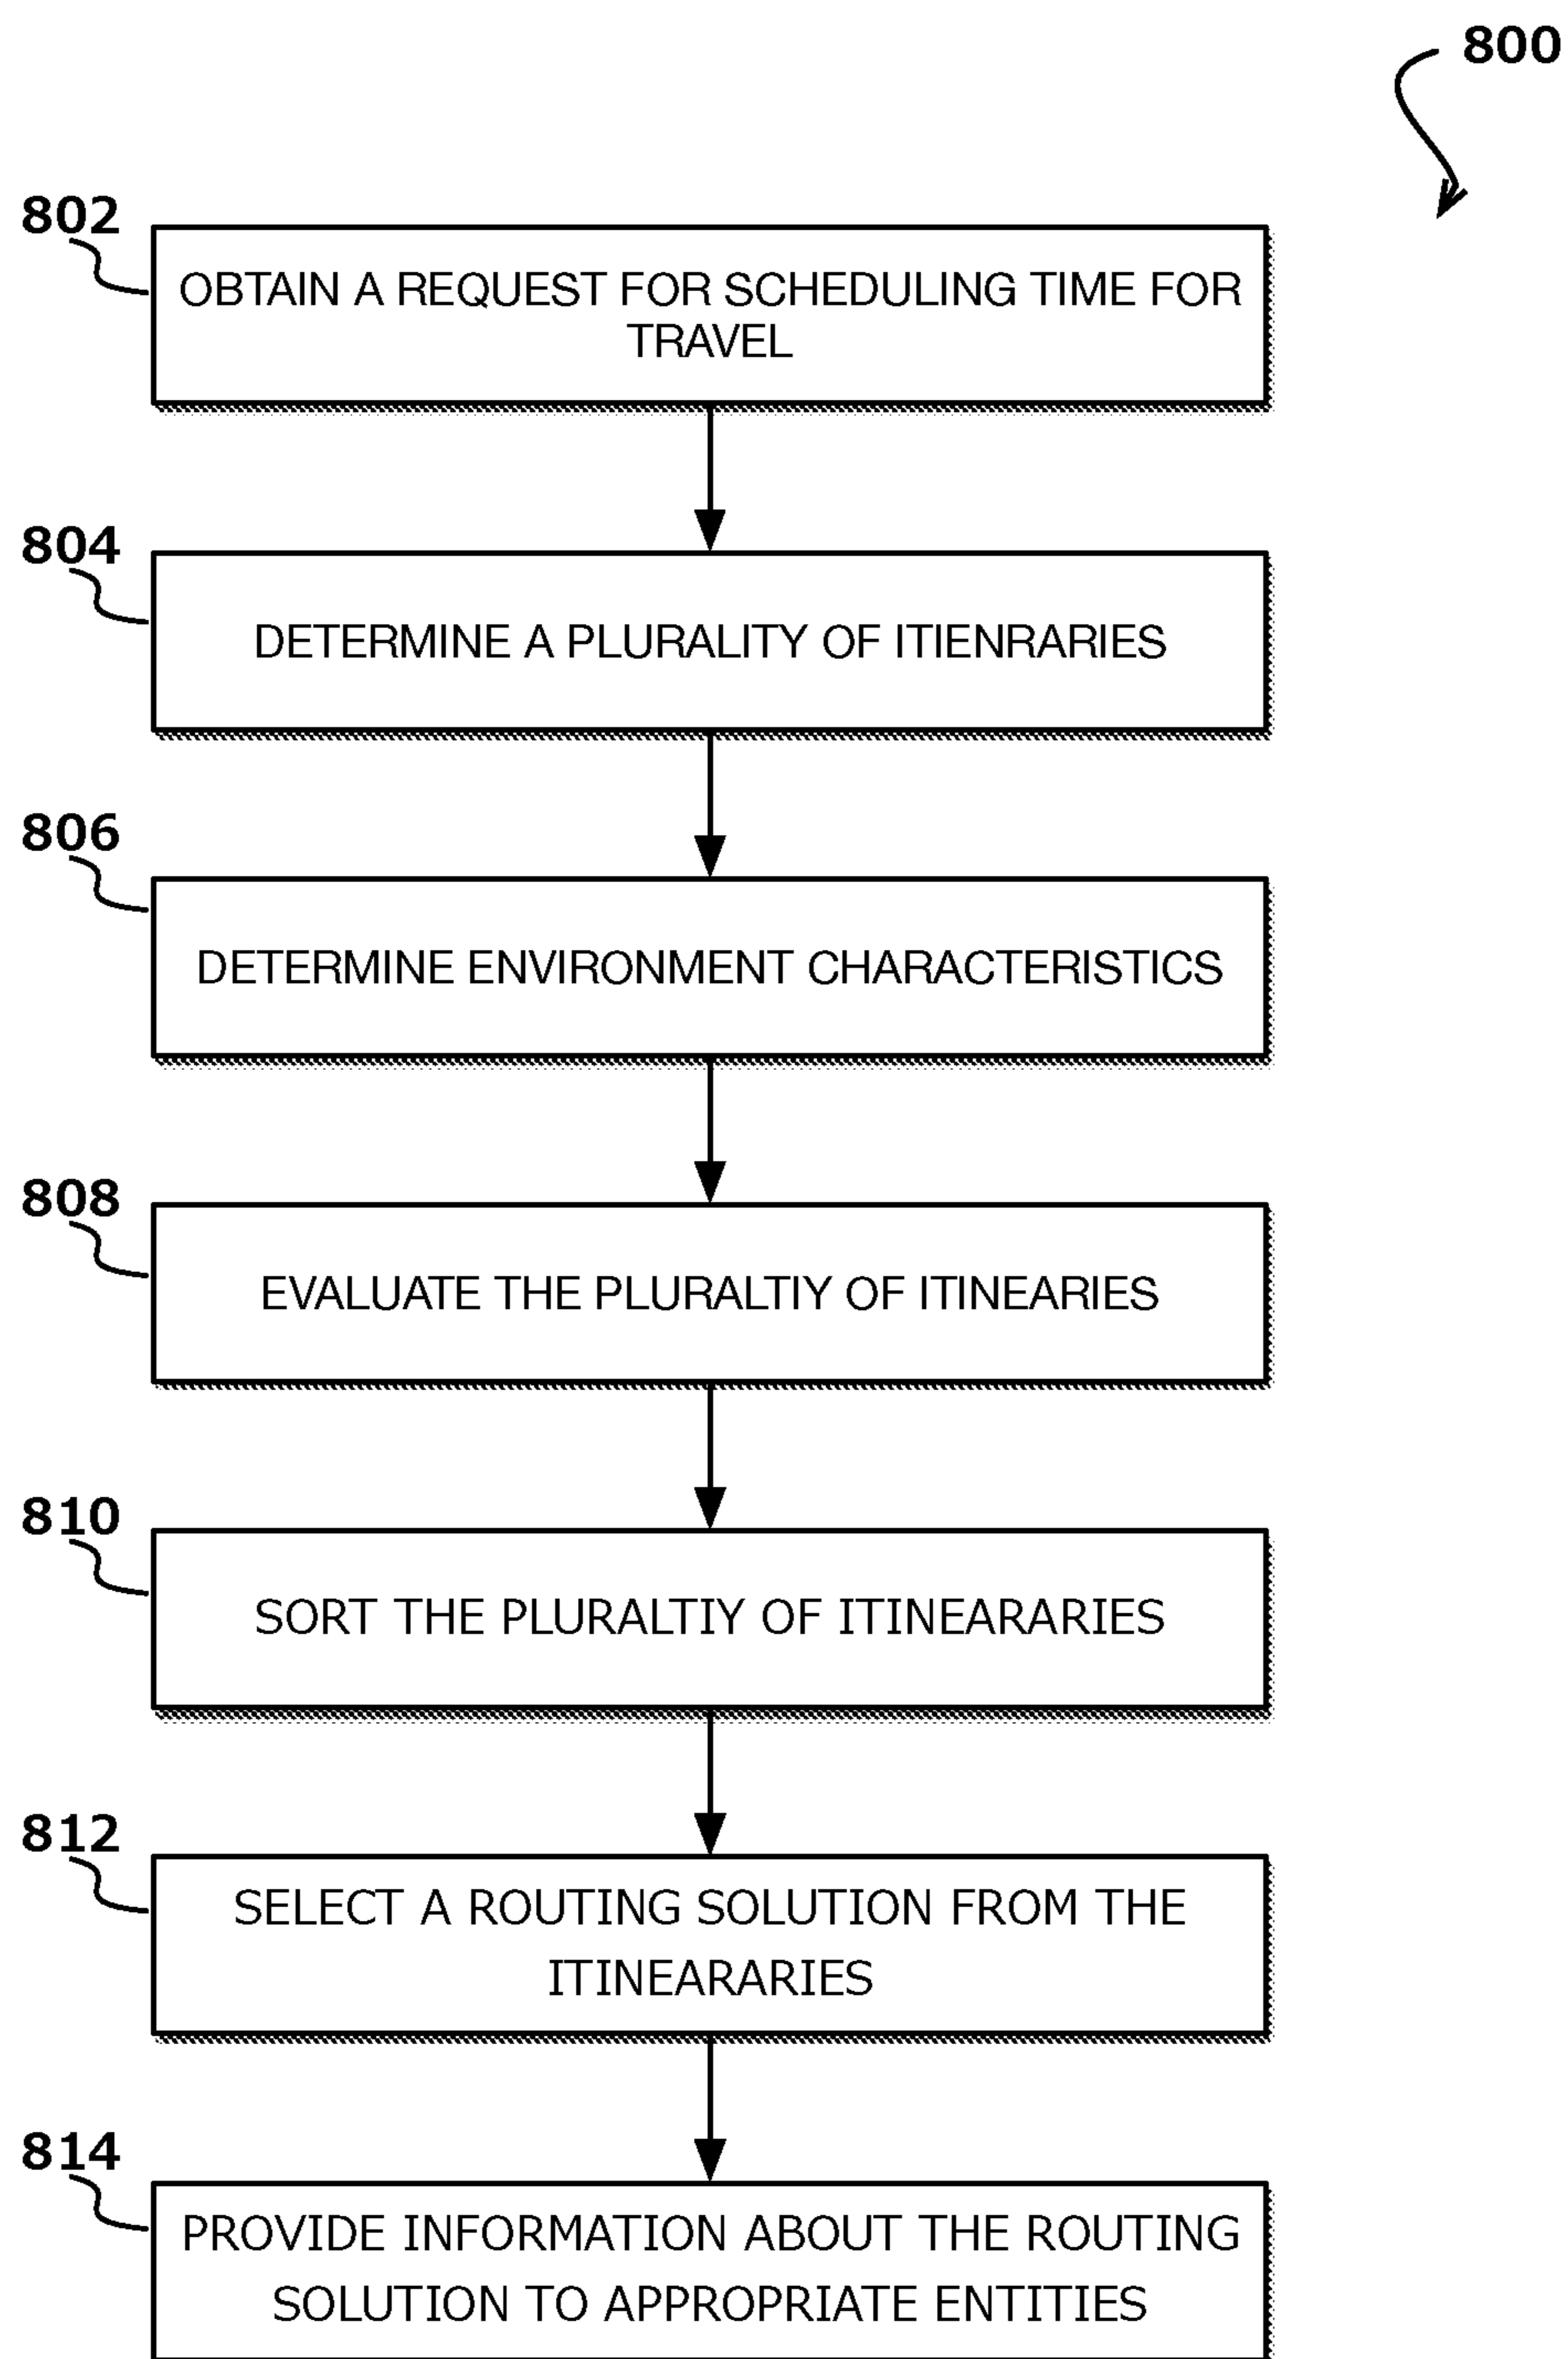 800
802
OBTAIN A REQUEST FOR SCHEDULING TIME FOR
TRAVEL
804
DETERMINE A PLURALITY OF ITIENRARIES
806
DETERMINE ENVIRONMENT CHARACTERISTICS
808
EVALUATE THE PLURALTIY OF ITINEARIES
810
SORT THE PLURALTIY OF ITINEARARIES
812
SELECT A ROUTING SOLUTION FROM THE
ITINEARARIES
814
PROVIDE INFORMATION ABOUT THE ROUTING
SOLUTION TO APPROPRIATE ENTITIES